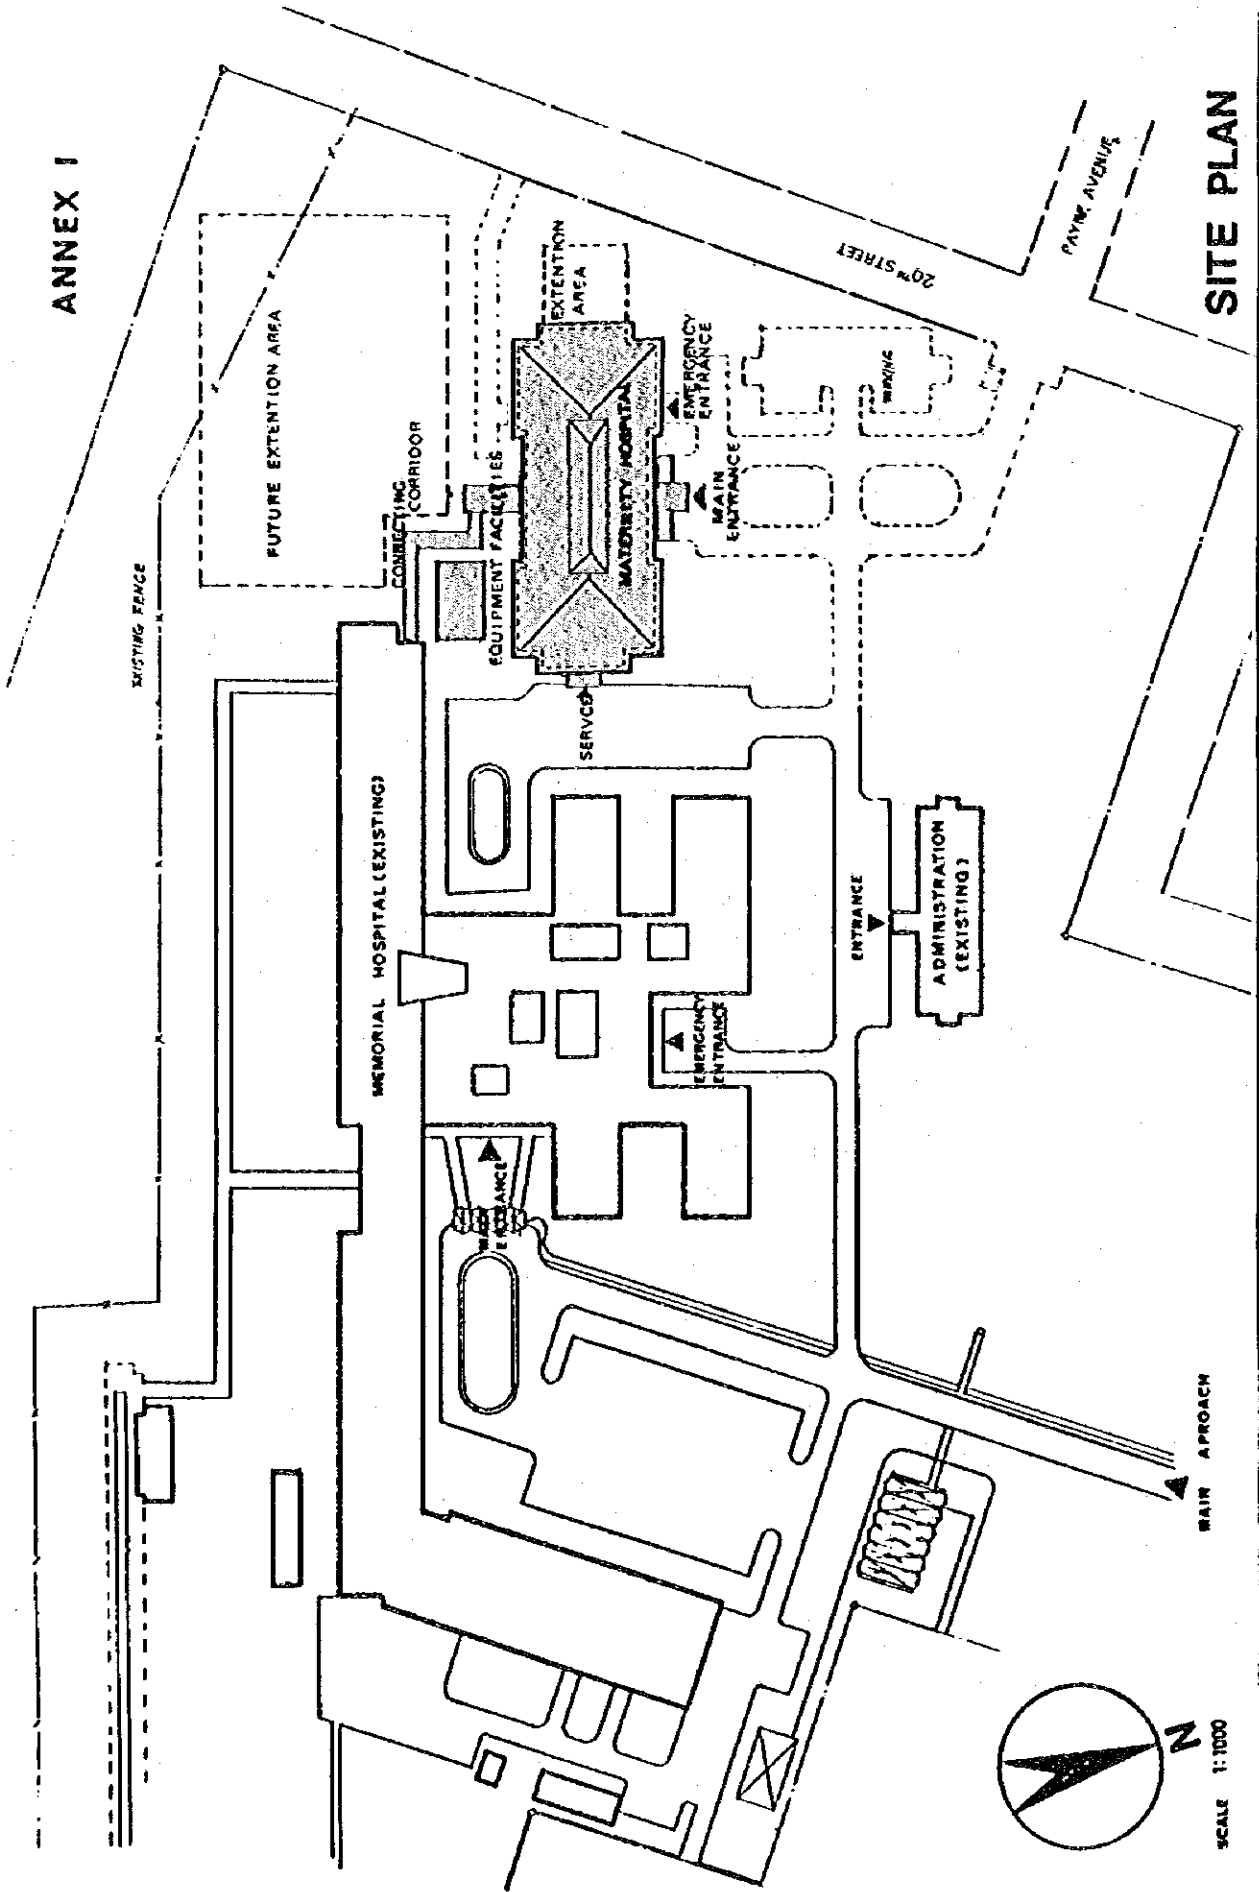 ANNEX I
EXISTING FENCE
FUTURE EXTENTION AREA
CONNECTING
CORRIDOR
EQUIPMENT FACILITIES
EXTENTION
AREA
MATERNITY HOSPITAL
EMERGENCY
ENTRANCE
MAIN
ENTRANCE
PARKING
20TH STREET
PAYNE AVENUE
SERVCE
MEMORIAL HOSPITAL (EXISTING)
MAIN
ENTRANCE
EMERGENCY
ENTRANCE
ENTRANCE
ADMINISTRATION
(EXISTING)
MAIN APROACH
N
SCALE 1:1000
SITE PLAN